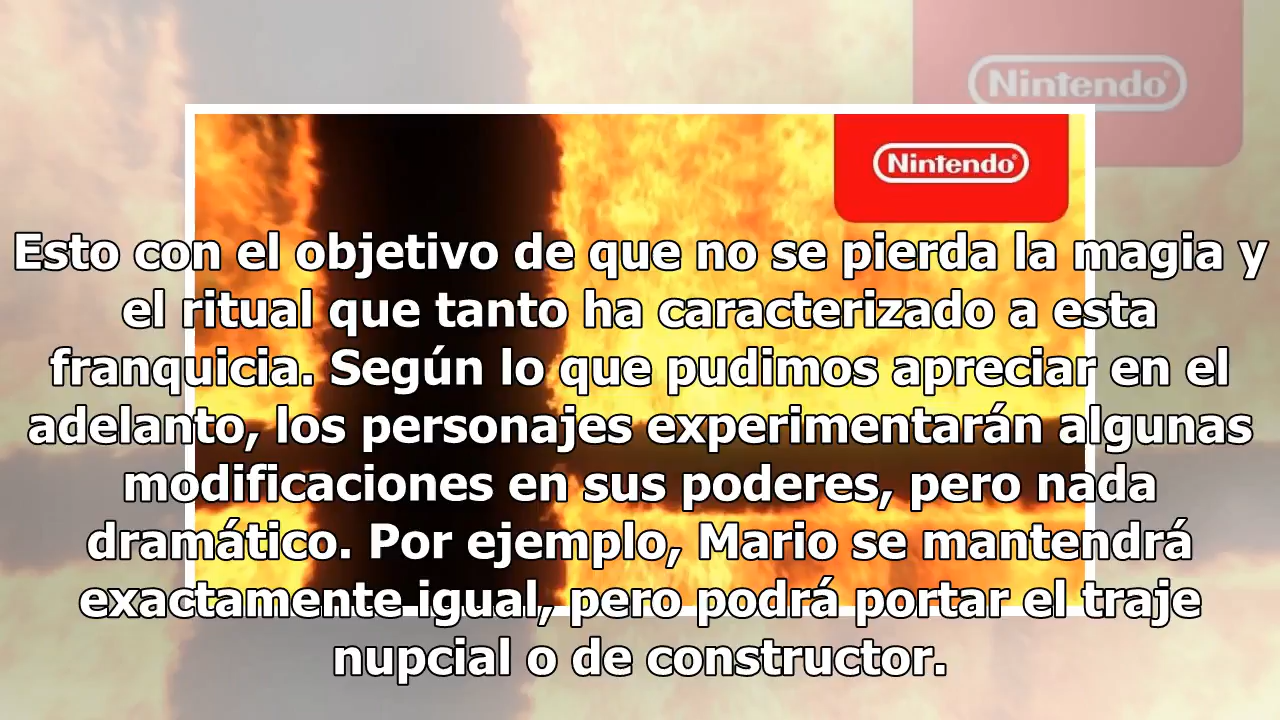 Nintendo
Nintendo
Esto con el objetivo de que no se pierda la magia y
el ritual que tanto ha caracterizado a esta
franquicia. Según lo que pudimos apreciar en el
adelanto, los personajes experimentarán algunas
modificaciones en sus poderes, pero nada
dramático. Por ejemplo, Mario se mantendrá
exactamente igual, pero podrá portar el traje
nupcial o de constructor.